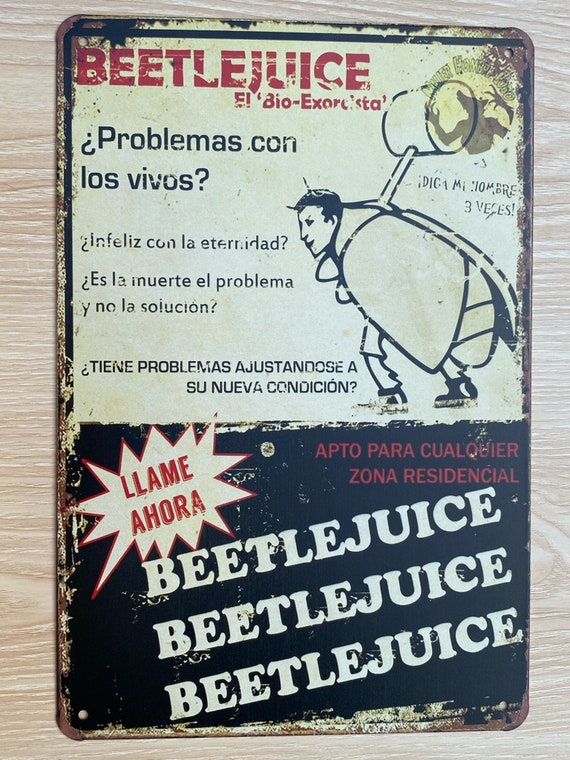 BEETLEJUICE
El 'Bio-Exorcista'
¿Problemas con
los vivos?
¡DIGA MI NOMBRE
3 VECES!
¿Infeliz con la eternidad?
¿Es la muerte el problema
y no la solución?
¿TIENE PROBLEMAS AJUSTANDOSE A
SU NUEVA CONDICIÓN?
LLAME
AHORA
APTO PARA CUALQUIER
ZONA RESIDENCIAL
BEETLEJUICE
BEETLEJUICE
BEETLEJUICE